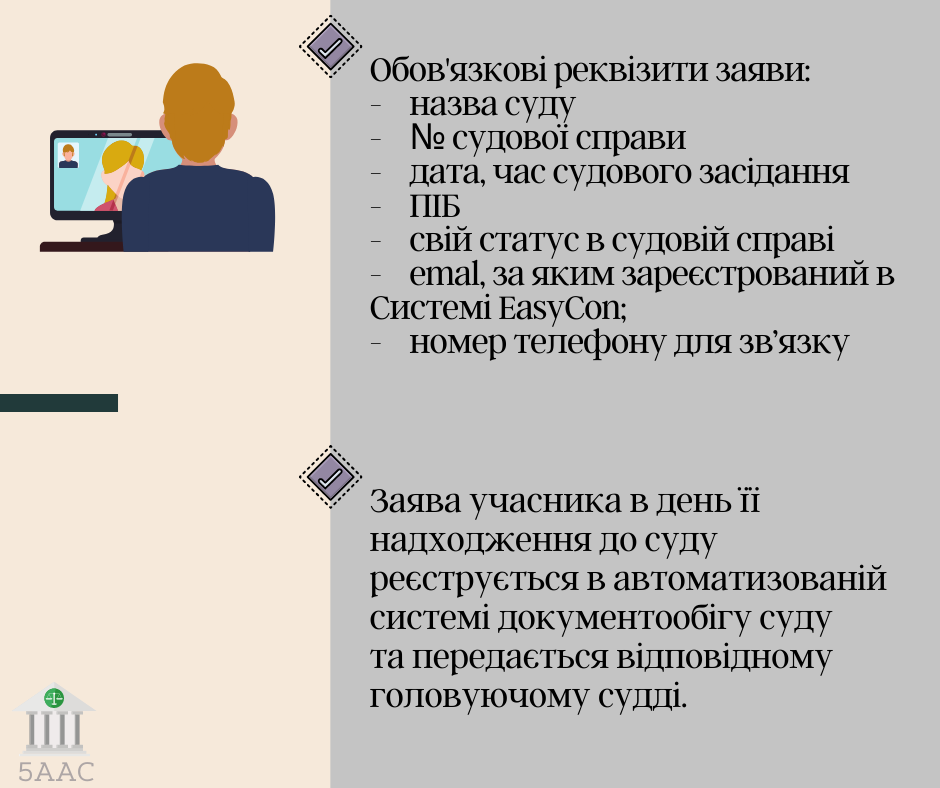 Обов'язкові реквізити заяви:
- назва суду
- № судової справи
- дата, час судового засідання
- ПІБ
- свій статус в судовій справі
- emal, за яким зареєстрований в
Системі EasyCon;
- номер телефону для зв’язку
Заява учасника в день її
надходження до суду
реєструється в автоматизованій
системі документообігу суду
та передається відповідному
головуючому судді.
5AAC